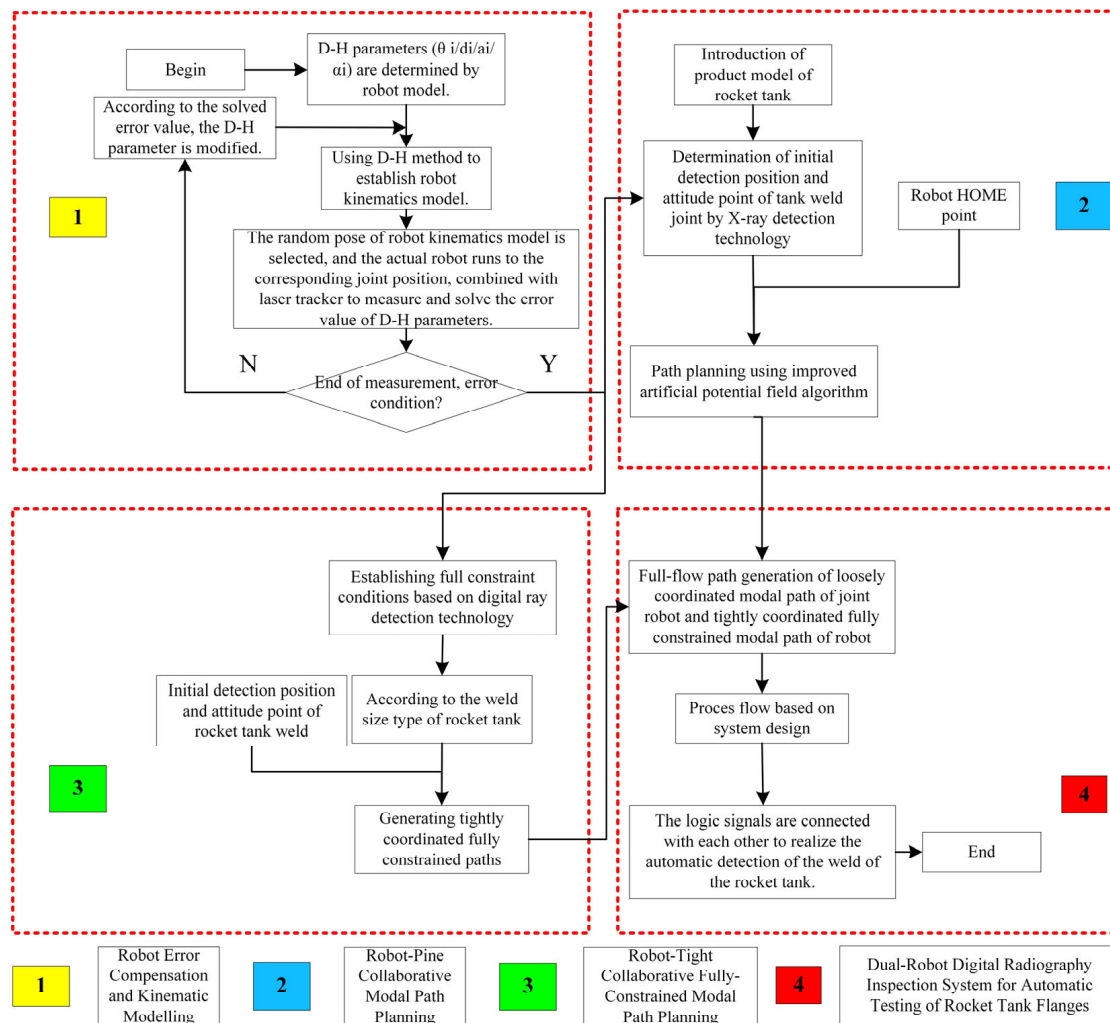 Begin
D-H parameters (θ i/di/ai/
αi) are determined by
robot model.
According to the solved
error value, the D-H
parameter is modified.
Using D-H method to
establish robot
kinematics model.
1
The random pose of robot kinematics model is
selected, and the actual robot runs to the
corresponding joint position, combined with
laser tracker to measure and solve the error
value of D-H parameters.
N
Y
End of measurement, error
condition?
Introduction of
product model of
rocket tank
Determination of initial
detection position and
attitude point of tank weld
joint by X-ray detection
technology
Robot HOME
point
2
Path planning using improved
artificial potential field algorithm
Establishing full constraint
conditions based on digital ray
detection technology
Initial detection position
and attitude point of
rocket tank weld
According to the weld
size type of rocket tank
3
Generating tightly
coordinated fully
constrained paths
Full-flow path generation of loosely
coordinated modal path of joint
robot and tightly coordinated fully
constrained modal path of robot
Proces flow based on
system design
4
The logic signals are connected
with each other to realize the
automatic detection of the weld of
the rocket tank.
End
1
Robot Error
Compensation
and Kinematic
Modelling
2
Robot-Pine
Collaborative
Modal Path
Planning
3
Robot-Tight
Collaborative Fully-
Constrained Modal
Path Planning
4
Dual-Robot Digital Radiography
Inspection System for Automatic
Testing of Rocket Tank Flanges